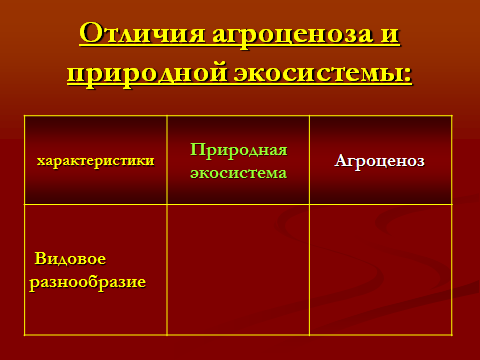 Отличия агроценоза и
природной экосистемы:
характеристики
Природная
экосистема
Агроценоз
Видовое
разнообразие